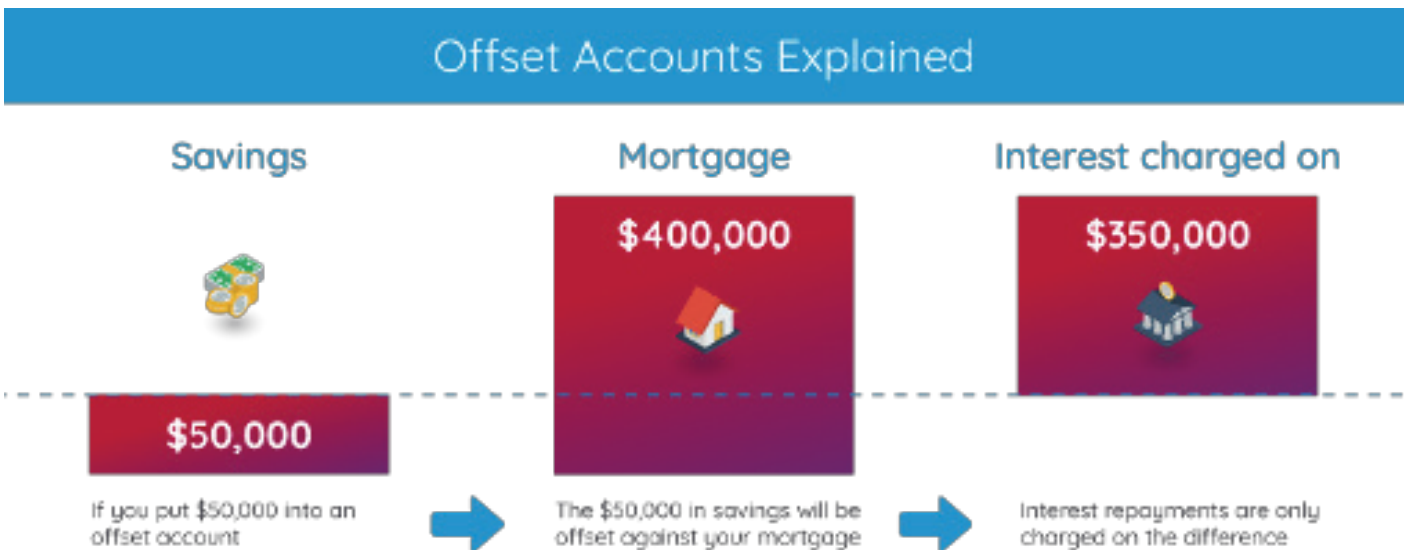 Offset Accounts Explained
Savings
Mortgage
Interest charged on
$400,000
$350,000
$50,000
If you put $50,000 into an
offset account
The $50,000 in savings will be
offset against your mortgage
Interest repayments are only
charged on the difference